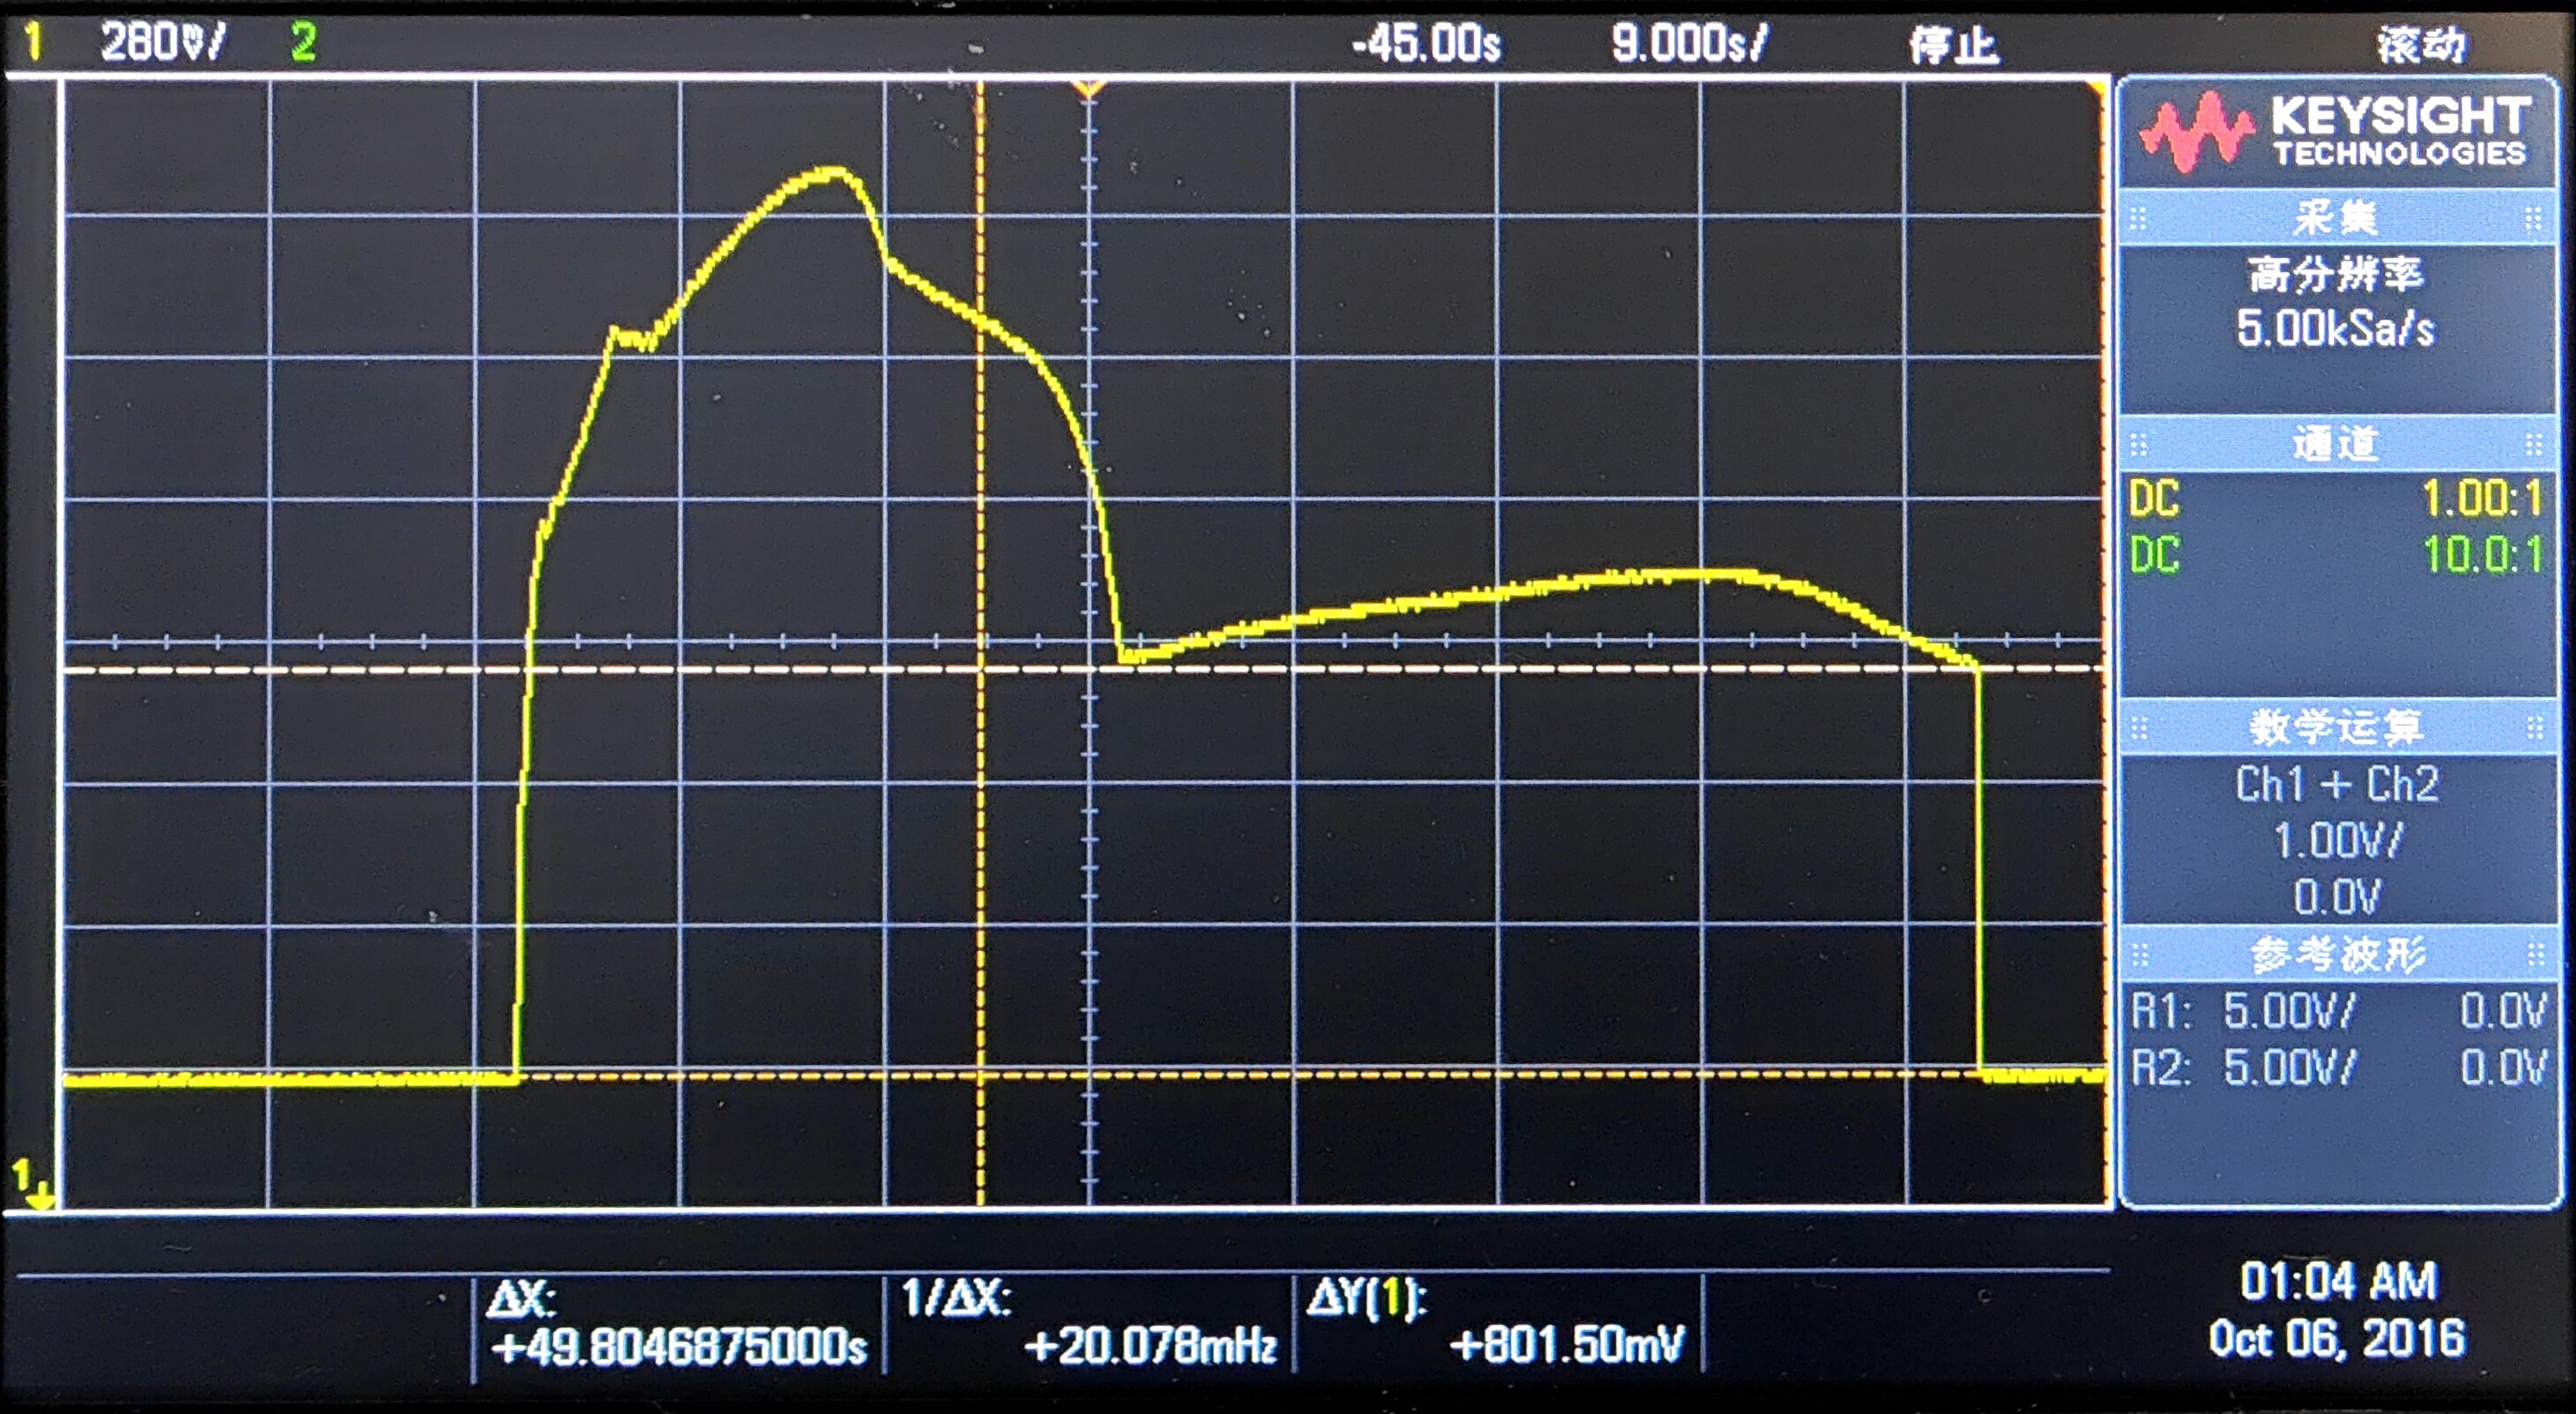 1 280mV/ 2 -45.00s 9.000s/ 停止 滚动
KEYSIGHT
TECHNOLOGIES
采集
高分辨率
5.00kSa/s
通道
DC 1.00:1
DC 10.0:1
数学运算
Ch1 + Ch2
1.00V/
0.0V
参考波形
R1: 5.00V/ 0.0V
R2: 5.00V/ 0.0V
1
ΔX: 1/ΔX: ΔY(1):
+49.8046875000s +20.078mHz +801.50mV
01:04 AM
Oct 06, 2016